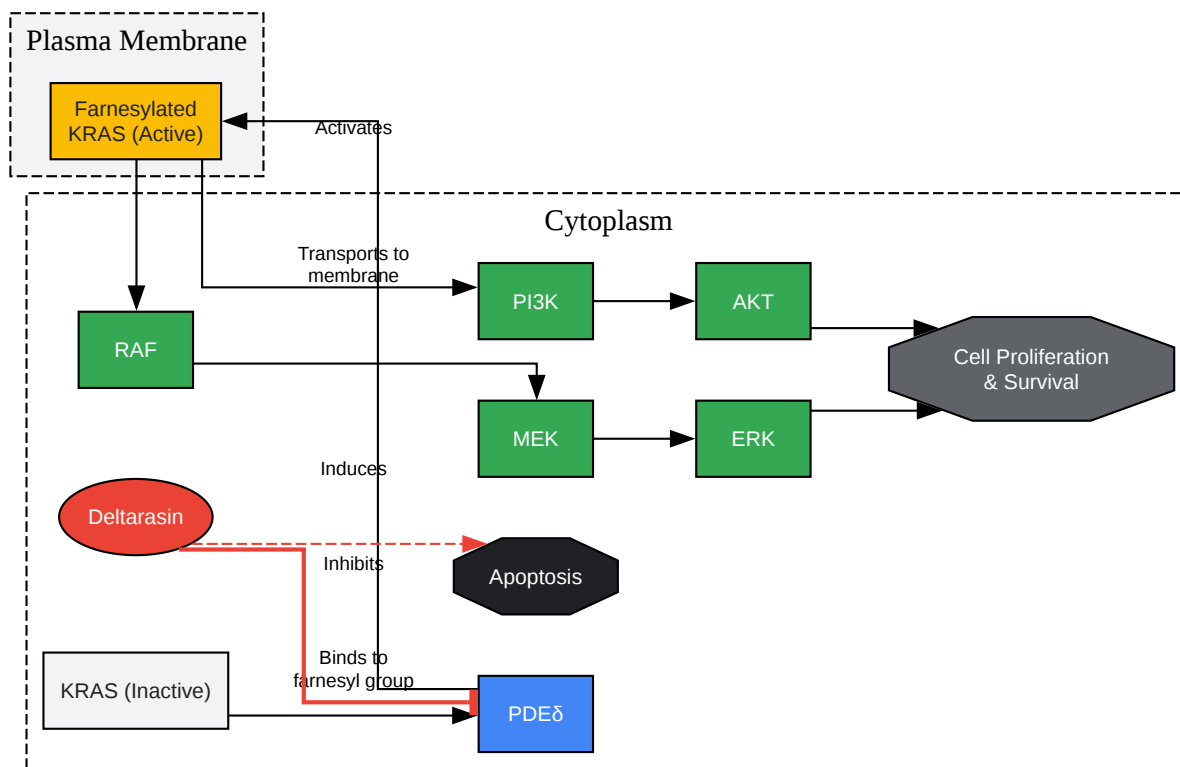 Plasma Membrane
Farnesylated
KRAS (Active)
Activates
Cytoplasm
Transports to
membrane
PI3K
AKT
RAF
Cell Proliferation
& Survival
MEK
ERK
Induces
Deltarasin
Inhibits
Apoptosis
Binds to
farnesyl group
KRAS (Inactive)
PDEδ